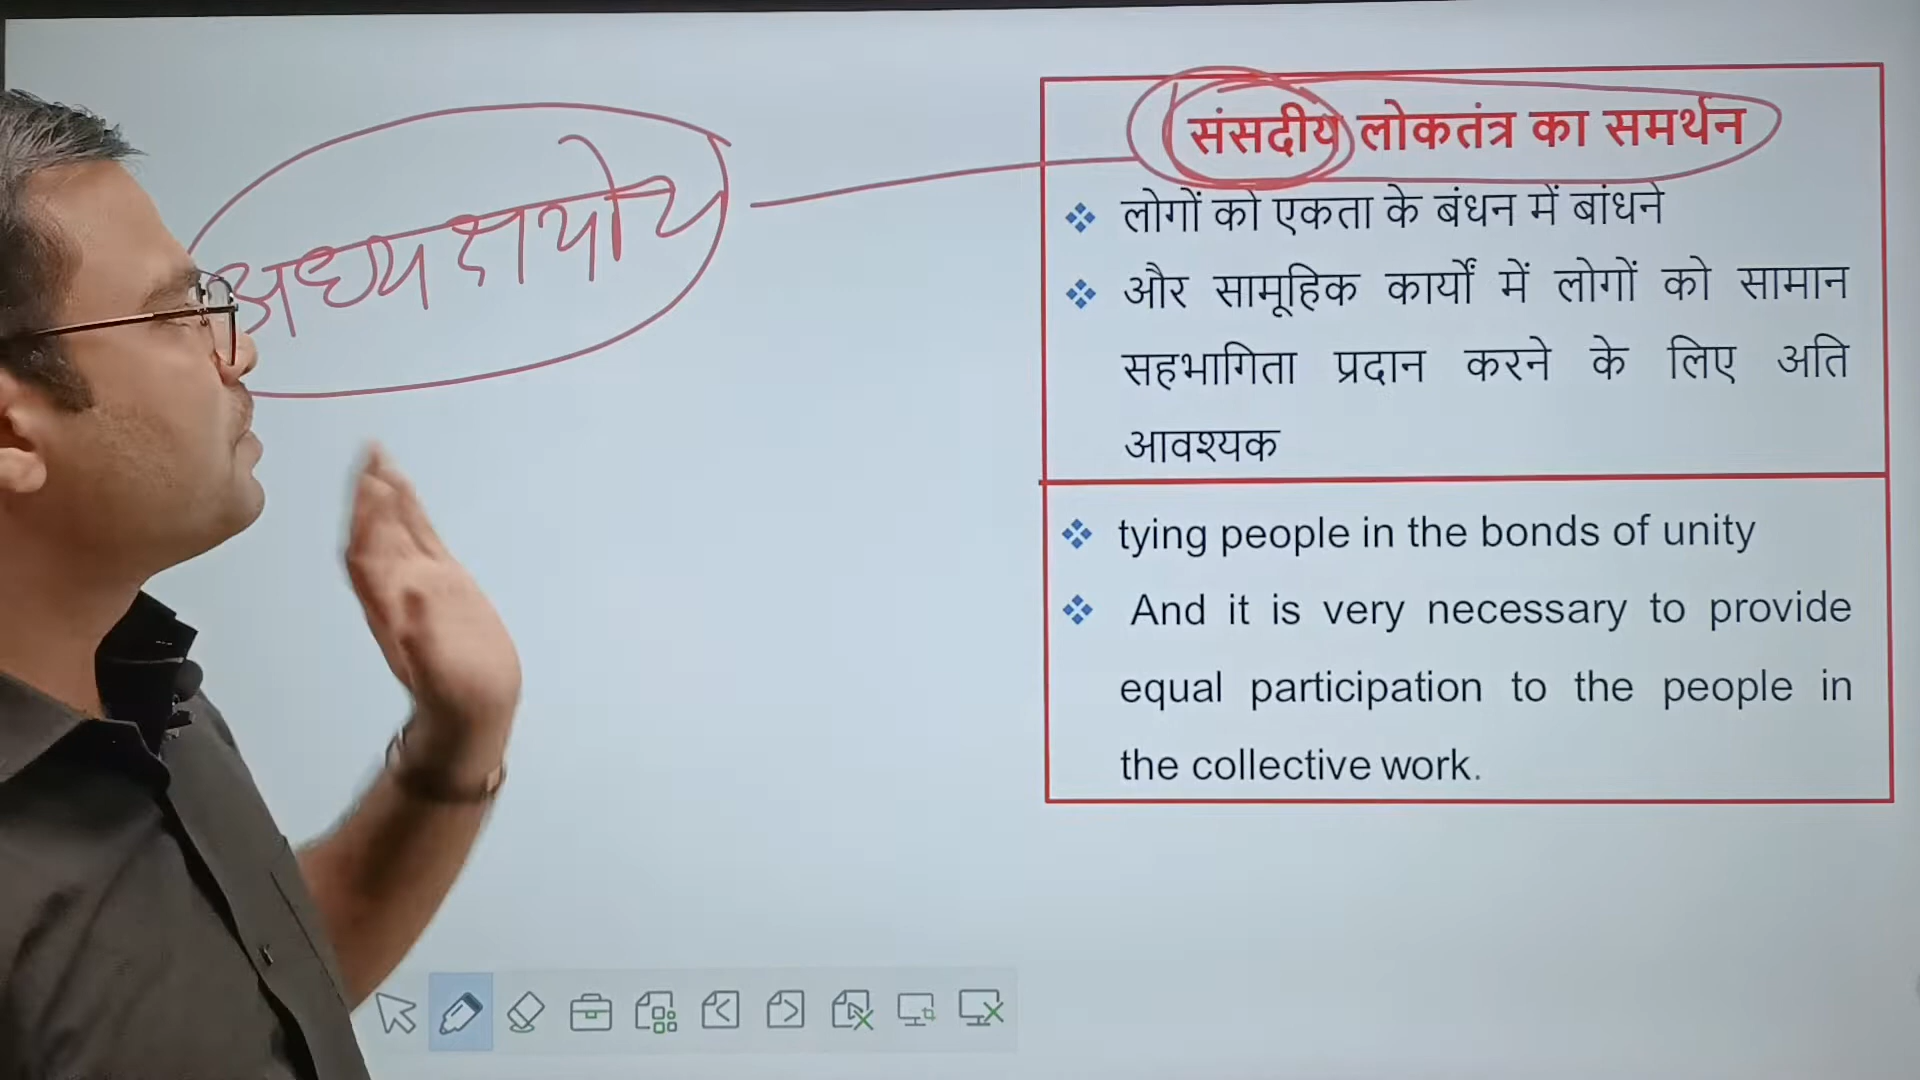 अध्यक्षयीय
संसदीय लोकतंत्र का समर्थन
लोगों को एकता के बंधन में बांधने
और सामूहिक कार्यों में लोगों को सामान
सहभागिता प्रदान करने के लिए अति
आवश्यक
tying people in the bonds of unity
And it is very necessary to provide
equal participation to the people in
the collective work.